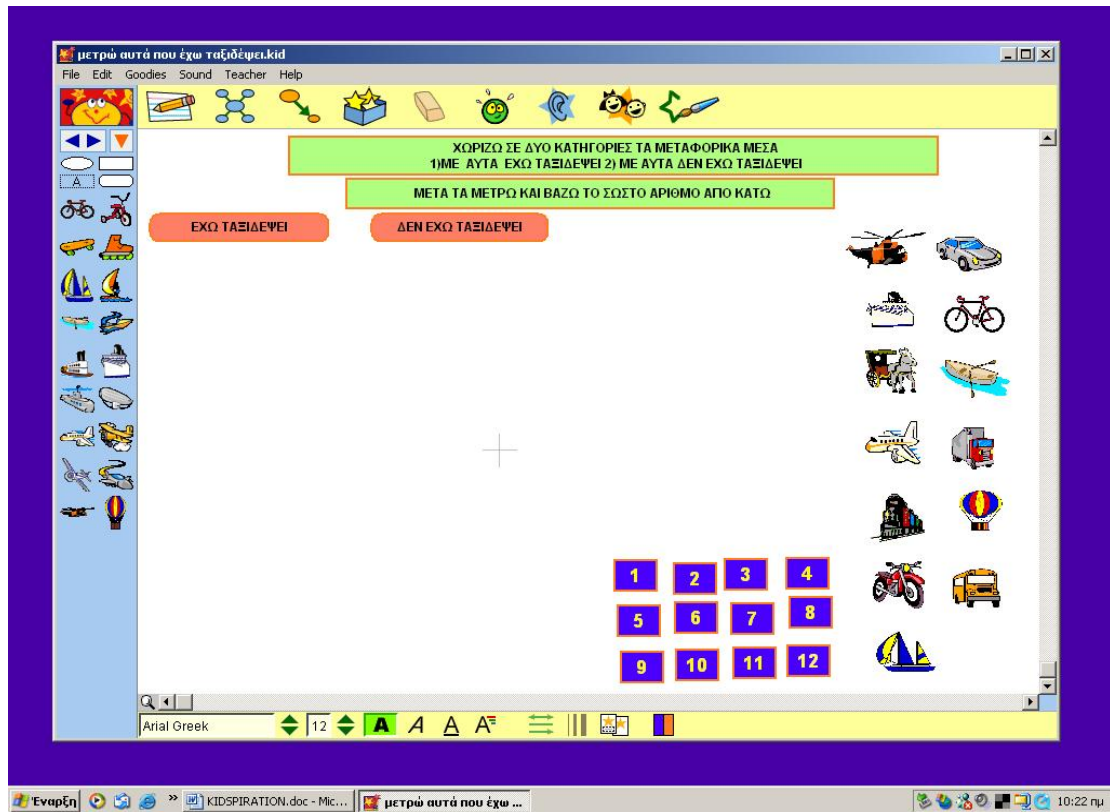 μετρώ αυτά που έχω ταξιδέψει.kid
File Edit Goodies Sound Teacher Help
ΧΩΡΙΖΩ ΣΕ ΔΥΟ ΚΑΤΗΓΟΡΙΕΣ ΤΑ ΜΕΤΑΦΟΡΙΚΑ ΜΕΣΑ
1)ΜΕ ΑΥΤΑ ΕΧΩ ΤΑΞΙΔΕΨΕΙ 2) ΜΕ ΑΥΤΑ ΔΕΝ ΕΧΩ ΤΑΞΙΔΕΨΕΙ
ΜΕΤΑ ΤΑ ΜΕΤΡΩ ΚΑΙ ΒΑΖΩ ΤΟ ΣΩΣΤΟ ΑΡΙΘΜΟ ΑΠΟ ΚΑΤΩ
A
ΕΧΩ ΤΑΞΙΔΕΨΕΙ ΔΕΝ ΕΧΩ ΤΑΞΙΔΕΨΕΙ
1 2 3 4
5 6 7 8
9 10 11 12
Arial Greek 12 A A A A
Έναρξη » KIDSPIRATION.doc - Mic... μετρώ αυτά που έχω ... 10:22 πμ